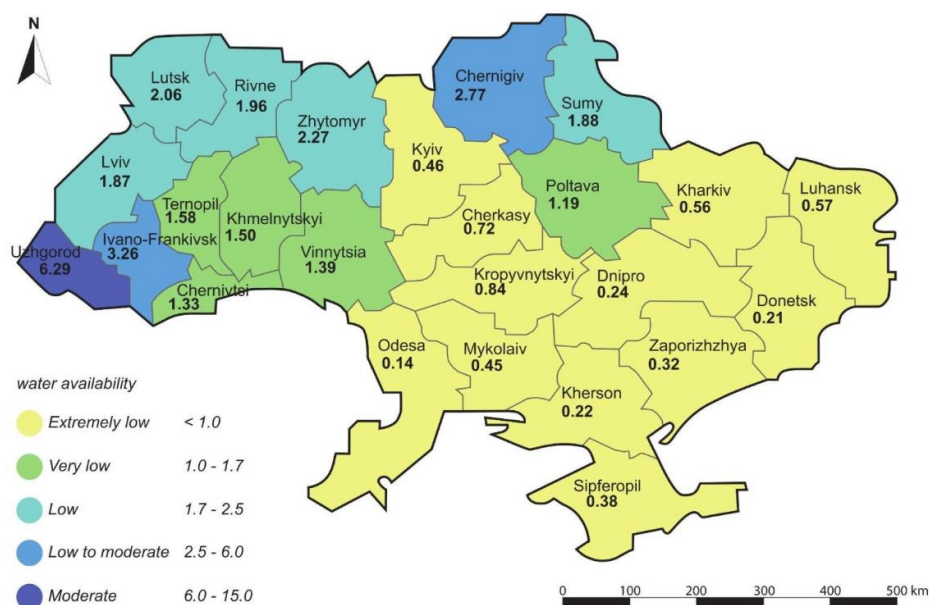 N
Lutsk
2.06
Rivne
1.96
Zhytomyr
2.27
Chernigiv
2.77
Sumy
1.88
Kyiv
0.46
Lviv
1.87
Ternopil
1.58
Khmelnytskyi
1.50
Vinnytsia
1.39
Cherkasy
0.72
Poltava
1.19
Kharkiv
0.56
Luhansk
0.57
Uzhgorod
6.29
Ivano-Frankivsk
3.26
Chernivtsi
1.33
Kropyvnytskyi
0.84
Dnipro
0.24
Donetsk
0.21
Odesa
0.14
Mykolaiv
0.45
Zaporizhzhya
0.32
Kherson
0.22
Sipferopil
0.38
water availability
Extremely low < 1.0
Very low 1.0 - 1.7
Low 1.7 - 2.5
Low to moderate 2.5 - 6.0
Moderate 6.0 - 15.0
0 100 200 300 400 500 km